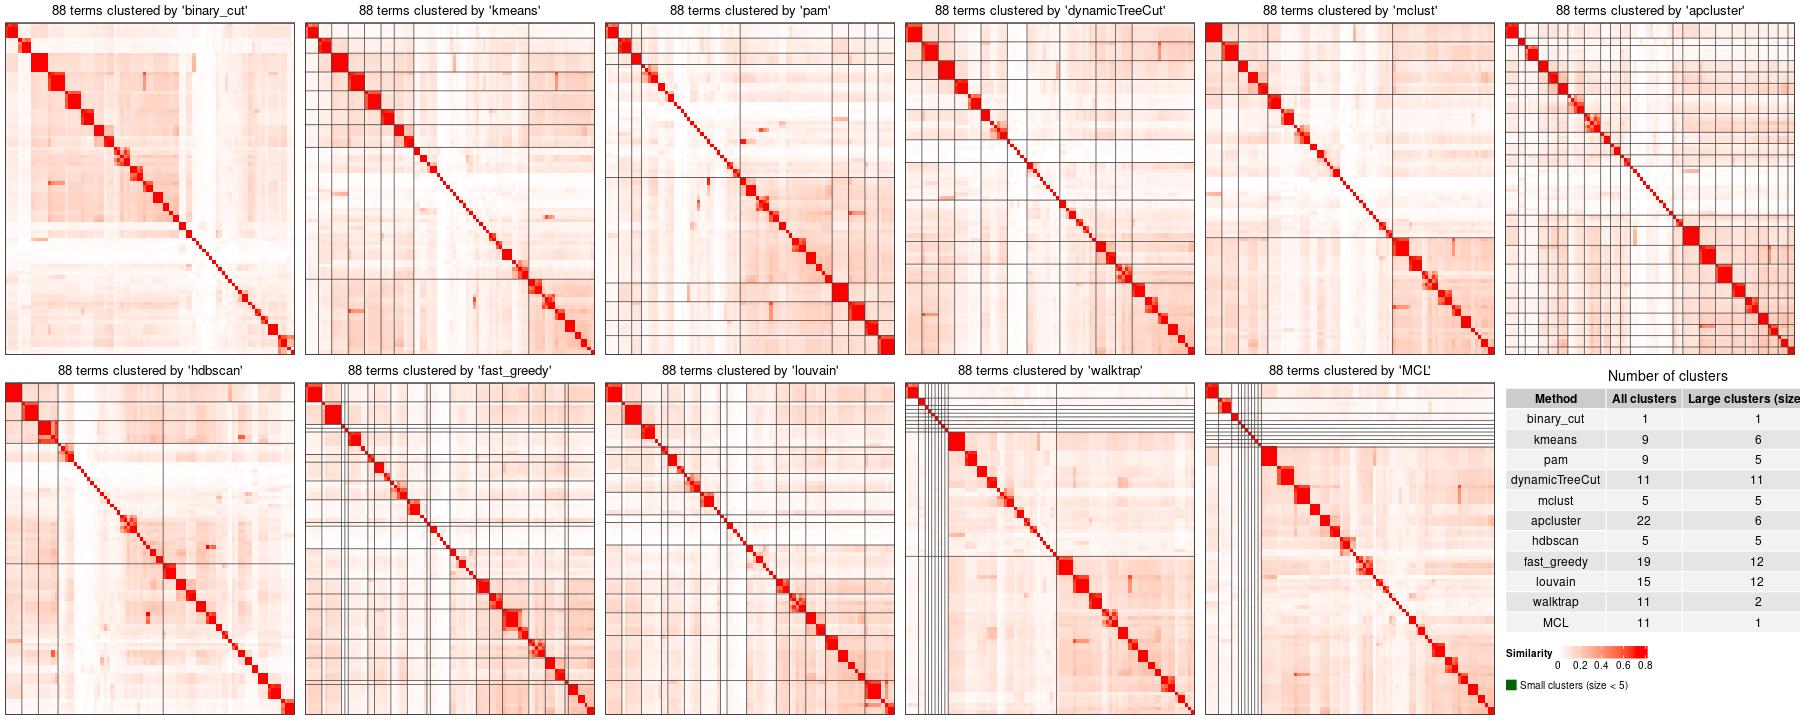 88 terms clustered by 'binary_cut'
88 terms clustered by 'kmeans'
88 terms clustered by 'pam'
88 terms clustered by 'dynamicTreeCut'
88 terms clustered by 'mclust'
88 terms clustered by 'apcluster'
88 terms clustered by 'hdbscan'
88 terms clustered by 'fast_greedy'
88 terms clustered by 'louvain'
88 terms clustered by 'walktrap'
88 terms clustered by 'MCL'
Number of clusters
Method All clusters Large clusters (size
binary_cut 1 1
kmeans 9 6
pam 9 5
dynamicTreeCut 11 11
mclust 5 5
apcluster 22 6
hdbscan 5 5
fast_greedy 19 12
louvain 15 12
walktrap 11 2
MCL 11 1
Similarity
0 0.2 0.4 0.6 0.8
Small clusters (size < 5)